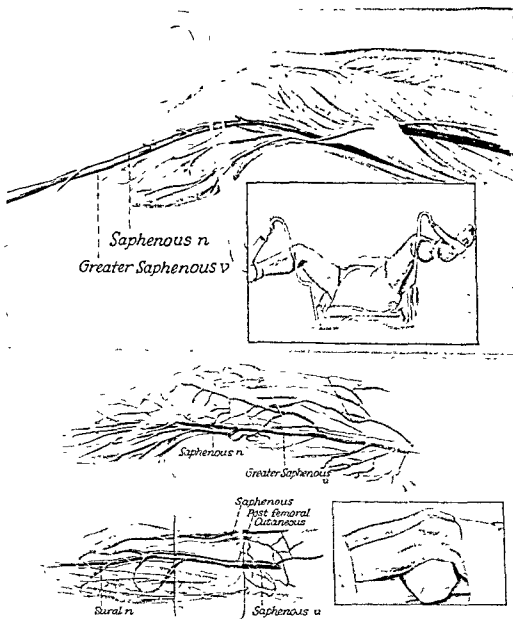 Saphenous n
Greater Saphenous v
Saphenous n
Greater Saphenous
v
Saphenous
Post femoral
Cutaneous
Sural n
Saphenous v